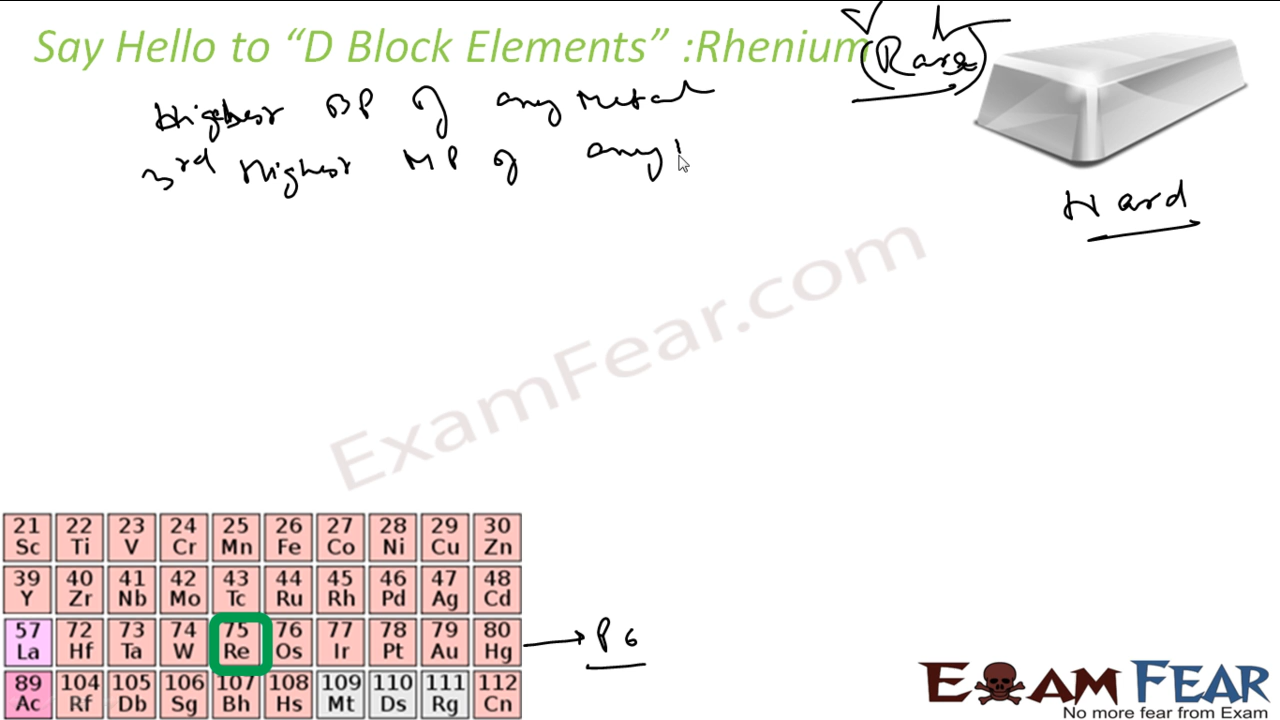 Say Hello to “D Block Elements” :Rhenium
Rare
Highest BP of any Metal
3rd Highest MP of any
Hard
ExamFear.com
21 22 23 24 25 26 27 28 29 30
Sc Ti V Cr Mn Fe Co Ni Cu Zn
39 40 41 42 43 44 45 46 47 48
Y Zr Nb Mo Tc Ru Rh Pd Ag Cd
57 72 73 74 75 76 77 78 79 80
La Hf Ta W Re Os Ir Pt Au Hg
P 6
89 104 105 106 107 108 109 110 111 112
Ac Rf Db Sg Bh Hs Mt Ds Rg Cn
EXAM FEAR
No more fear from Exam